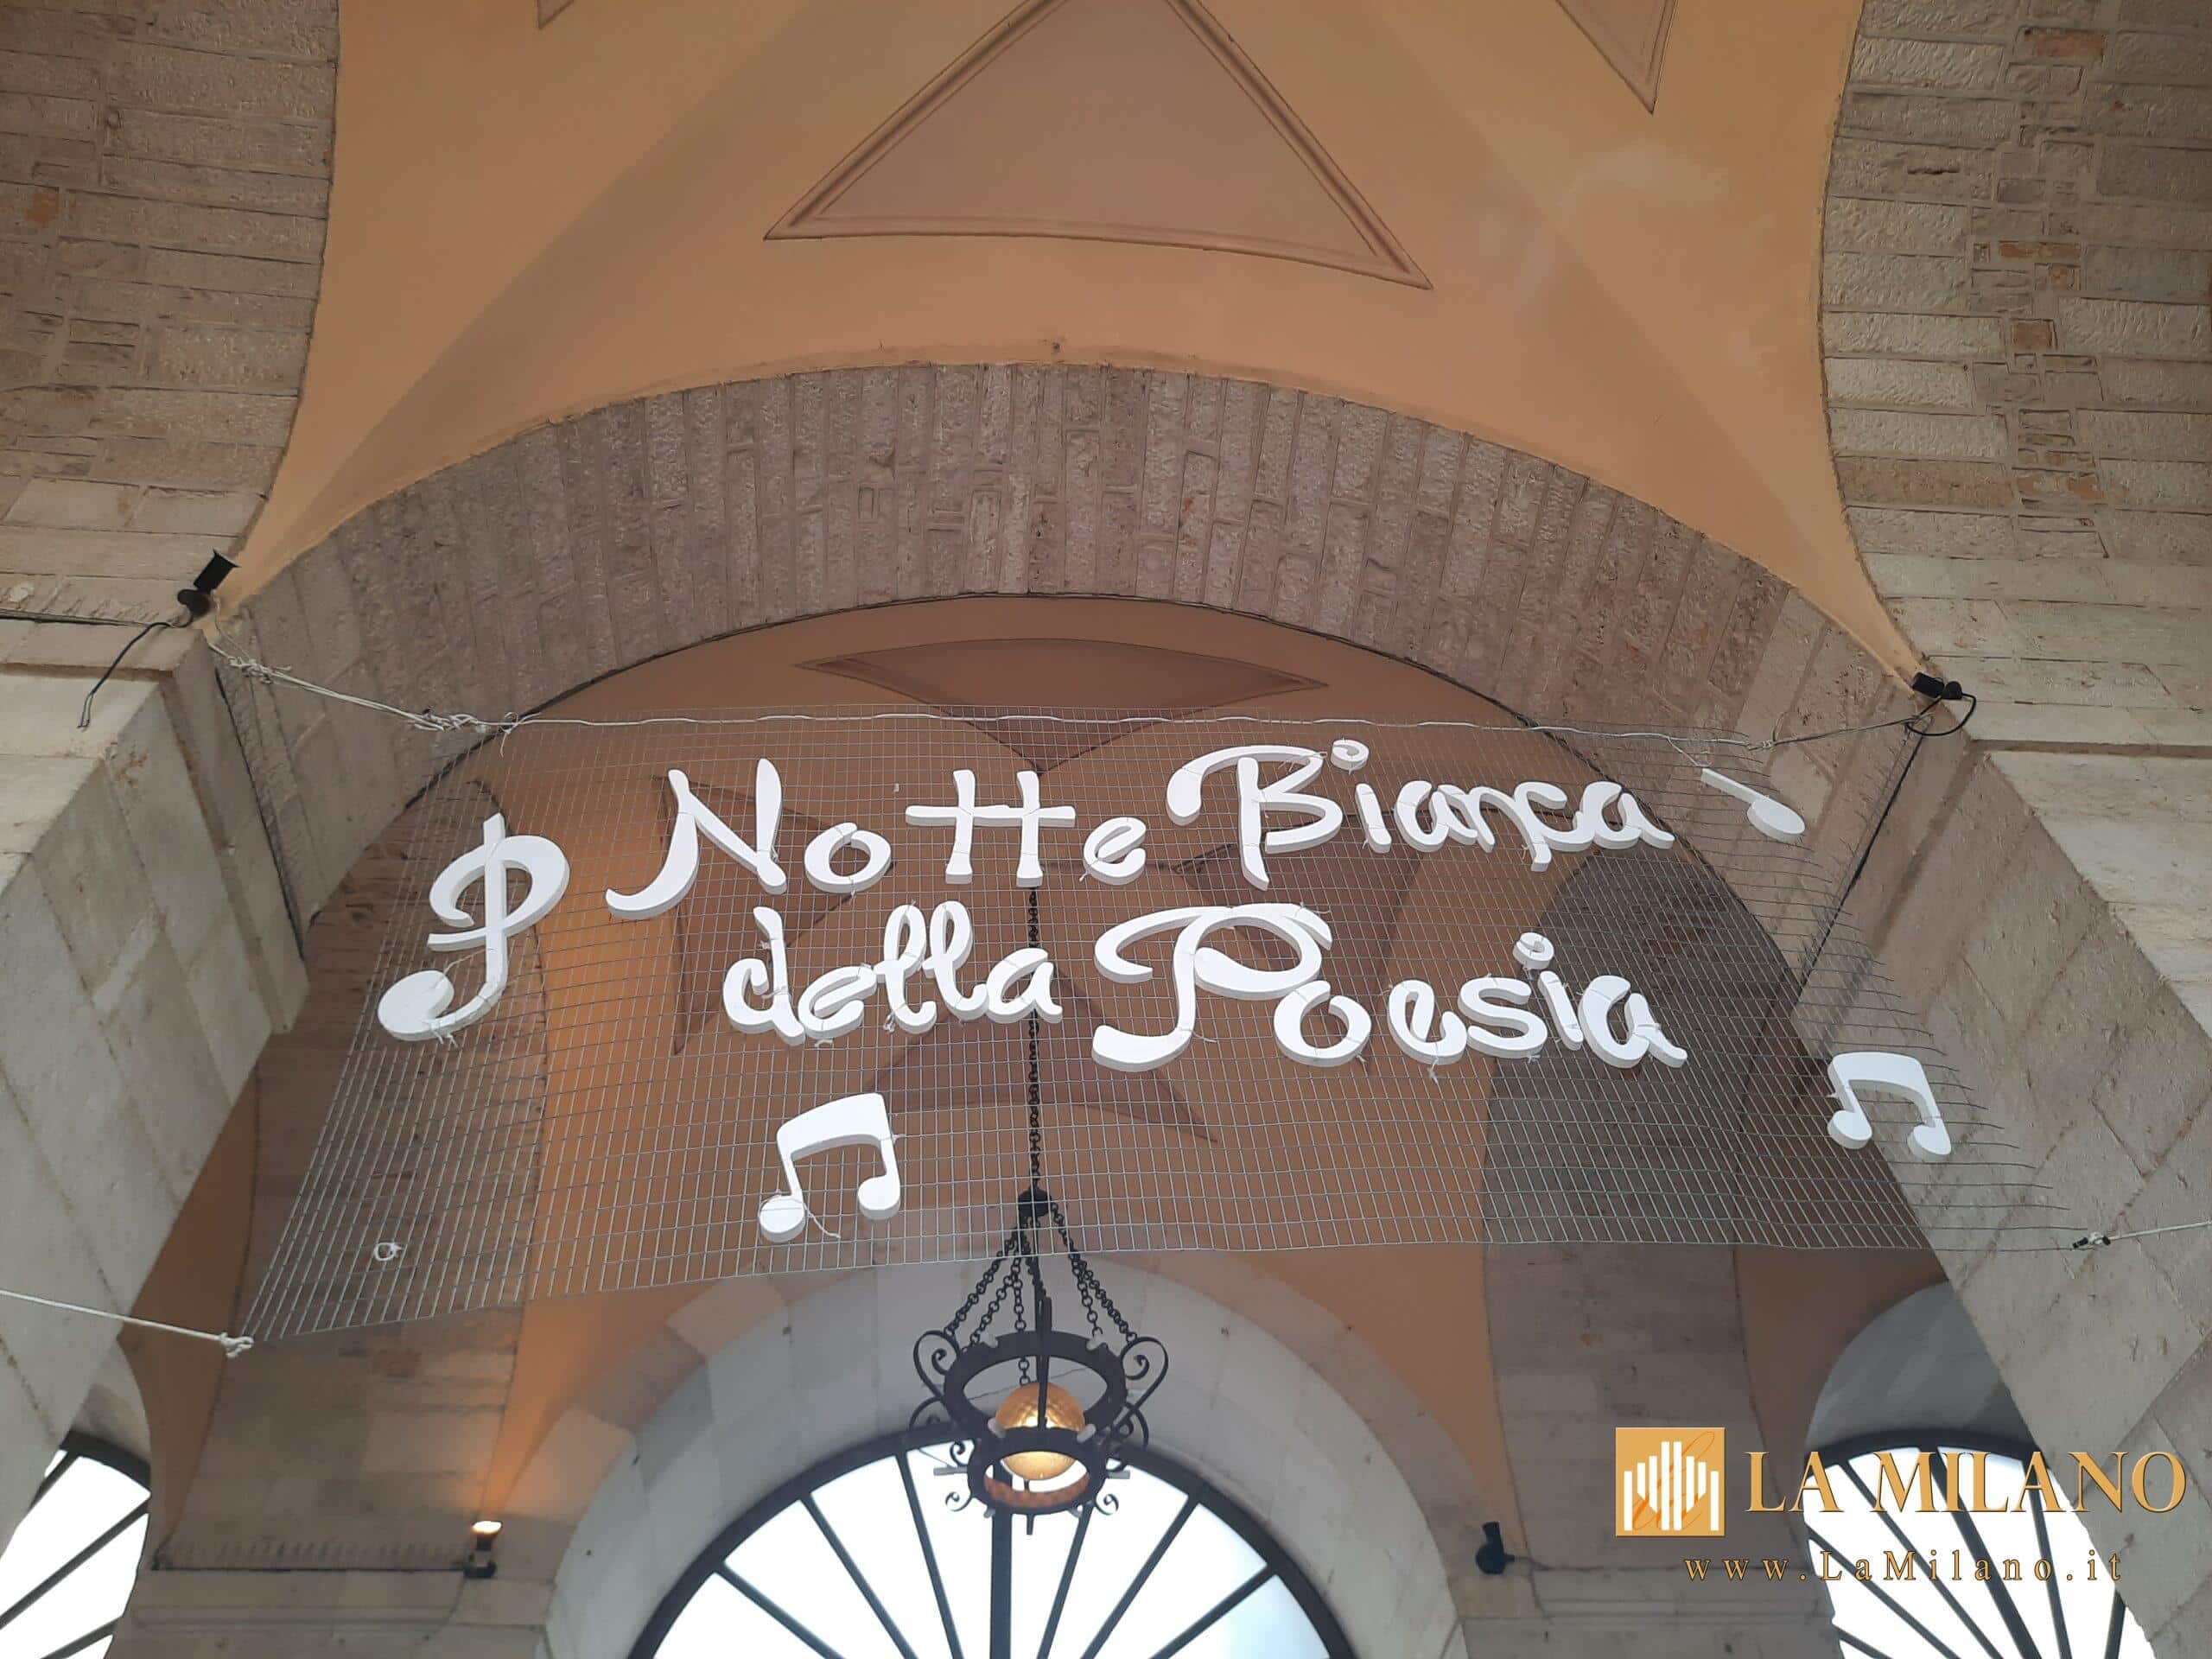 Notte Bianca
della Poesia
LA MILANO
www.LaMilano.it